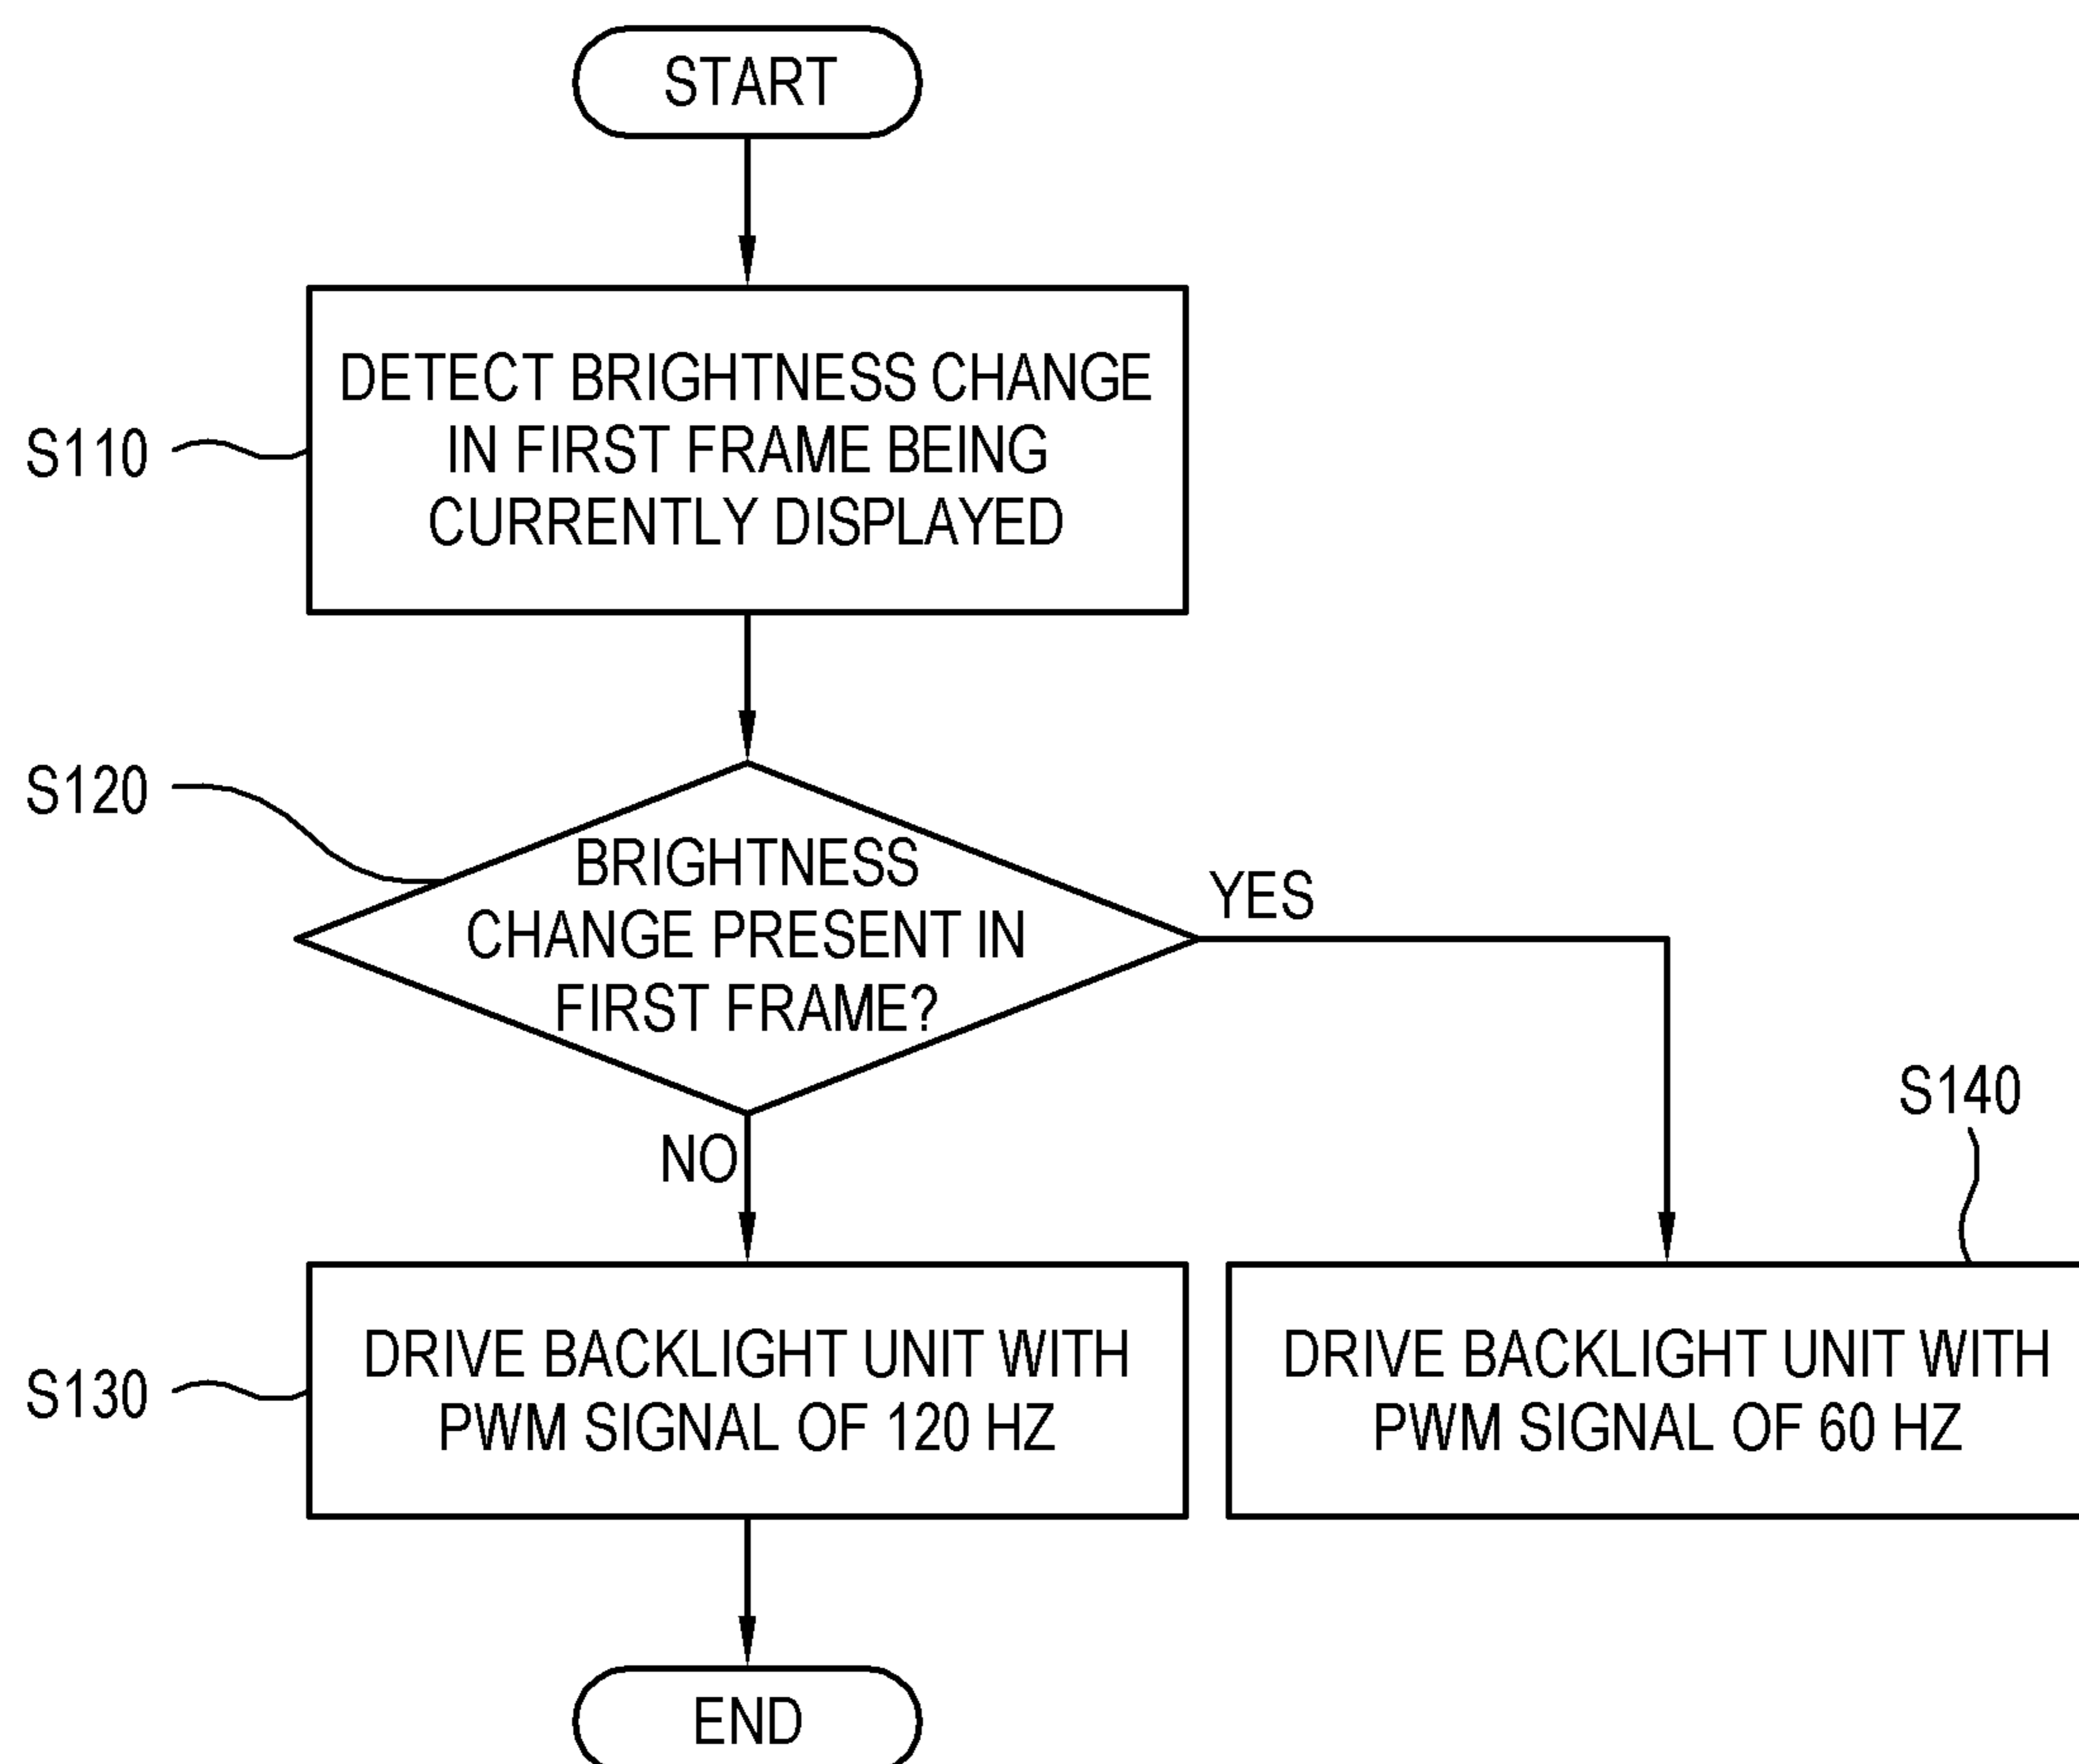 START
S110
DETECT BRIGHTNESS CHANGE
IN FIRST FRAME BEING
CURRENTLY DISPLAYED
S120
BRIGHTNESS
CHANGE PRESENT IN
FIRST FRAME?
YES
NO
S140
S130
DRIVE BACKLIGHT UNIT WITH
PWM SIGNAL OF 120 HZ
DRIVE BACKLIGHT UNIT WITH
PWM SIGNAL OF 60 HZ
END